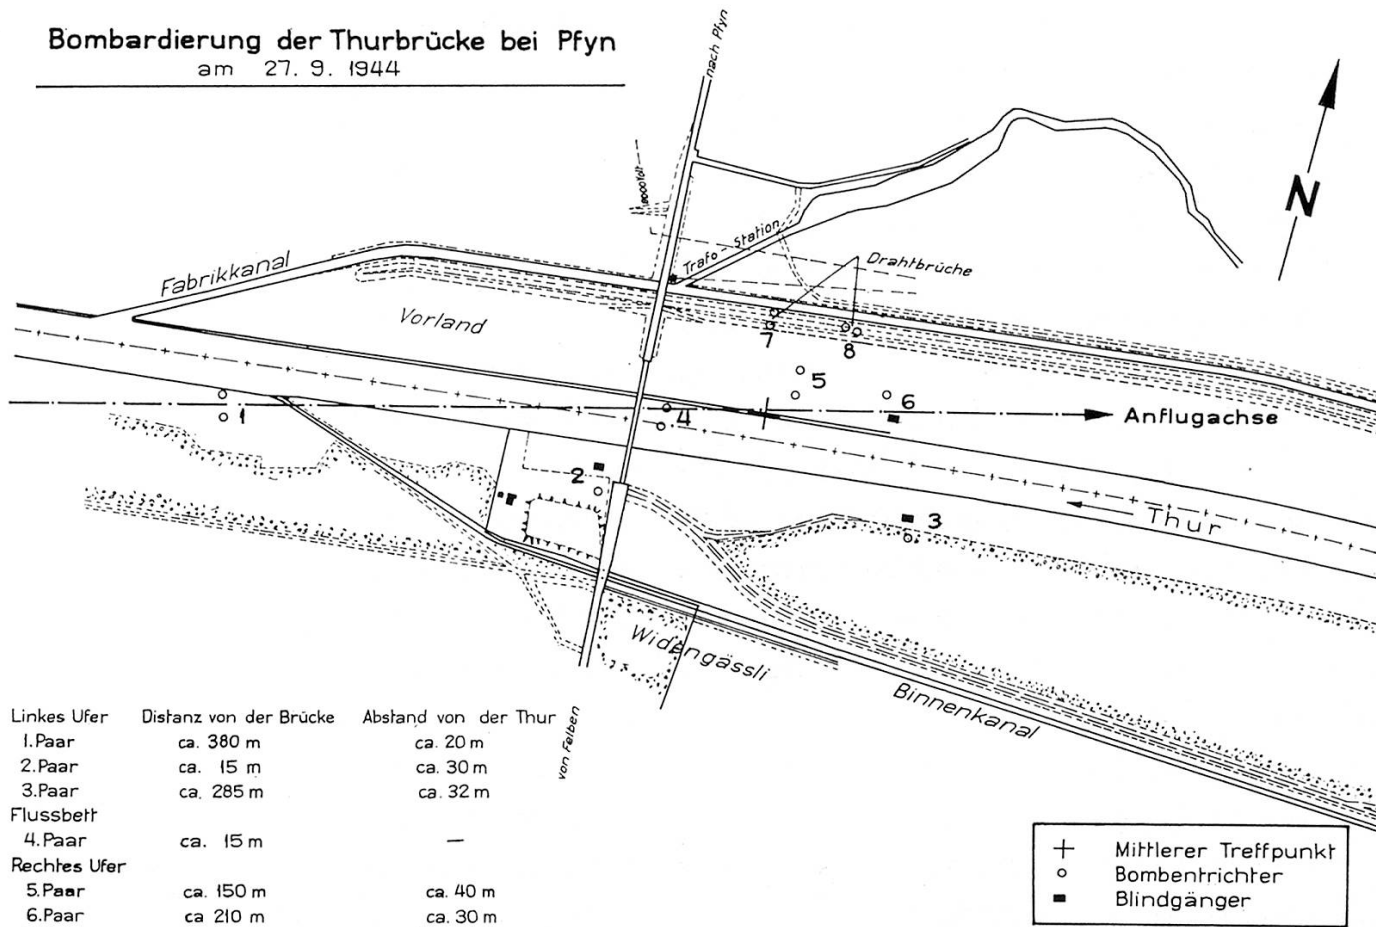 Bombardierung der Thurbrücke bei Pfyn
am 27. 9. 1944
nach Pfyn
N
Trafo - Station
Drahtbrüche
Fabrikkanal
Vorland
7
8
5
6
1
4
Anflugachse
2
3
Thur
Widengässli
Binnenkanal
von Felben
Linkes Ufer Distanz von der Brücke Abstand von der Thur
1.Paar ca. 380 m ca. 20 m
2.Paar ca. 15 m ca. 30 m
3.Paar ca. 285 m ca. 32 m
Flussbett
4.Paar ca. 15 m —
Rechtes Ufer
5.Paar ca. 150 m ca. 40 m
6.Paar ca 210 m ca. 30 m
Mittlerer Treffpunkt
Bombentrichter
Blindgänger